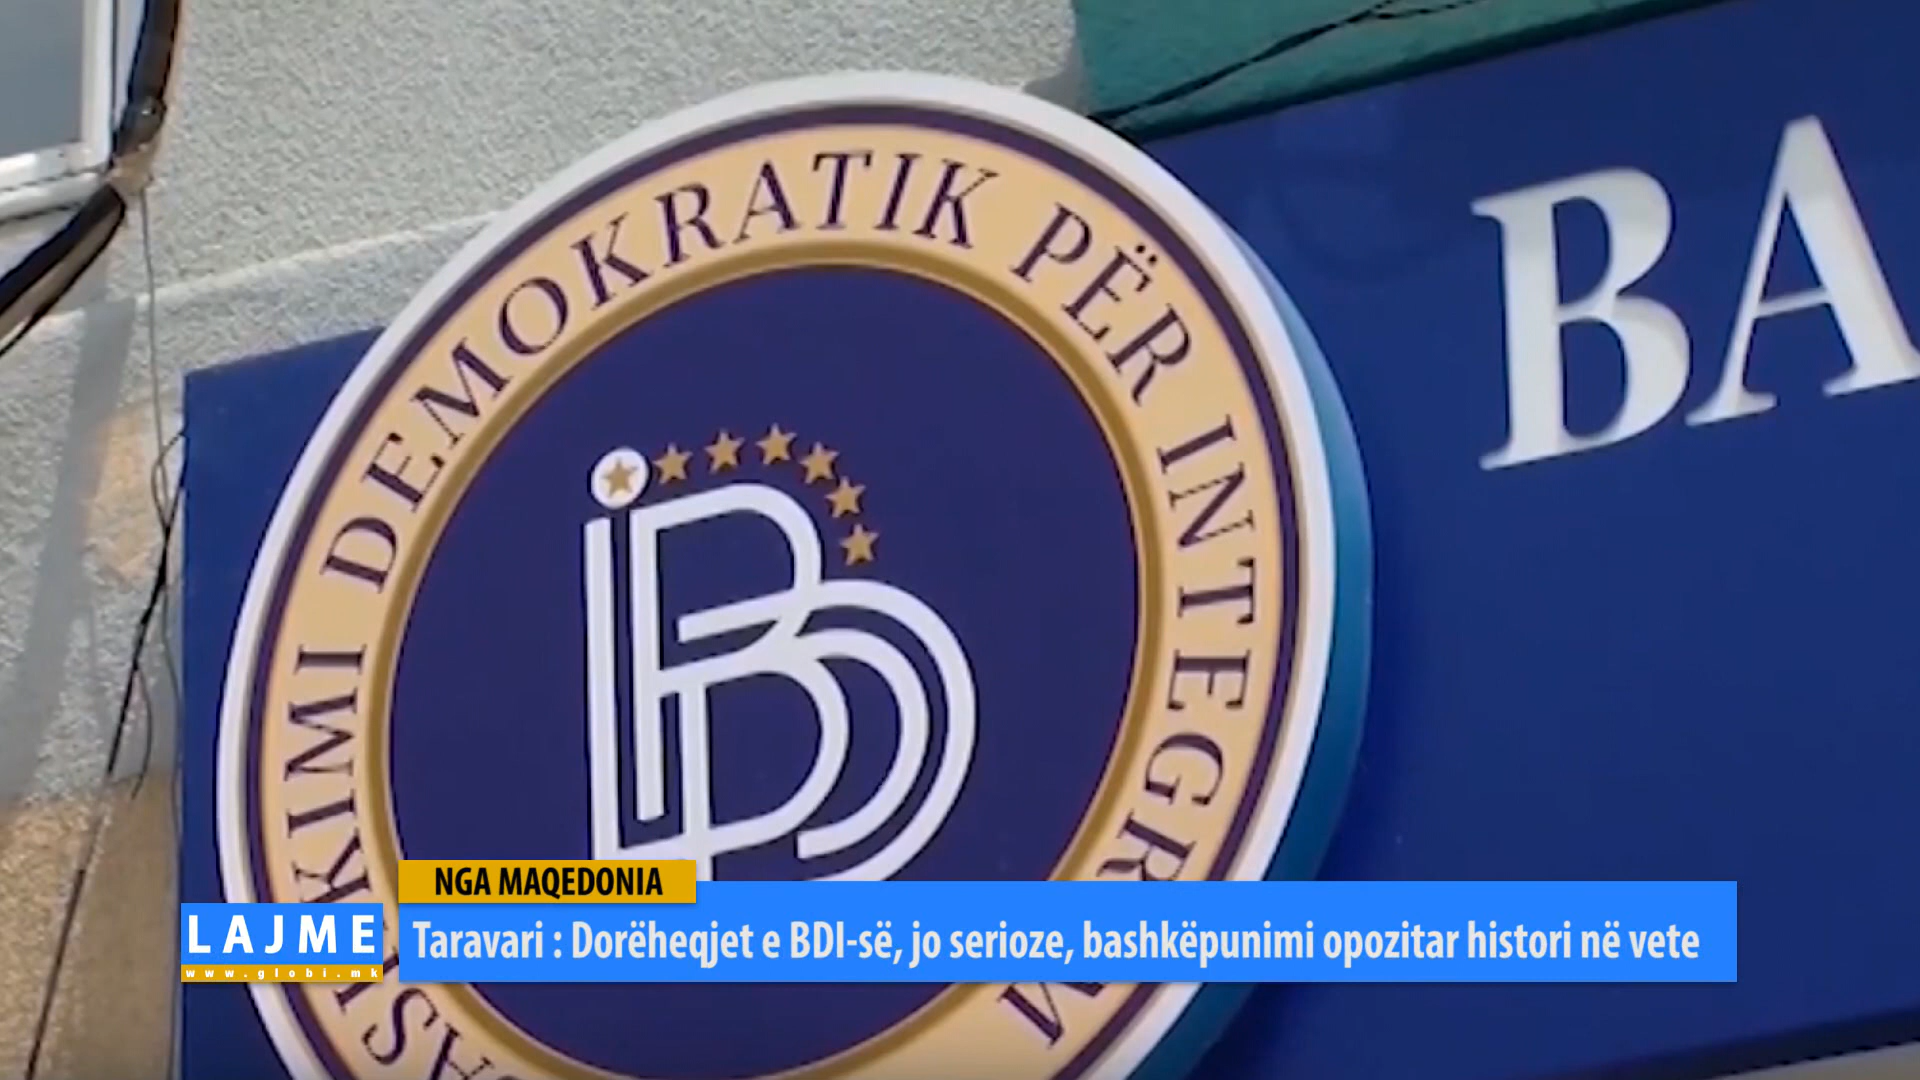 BASHKIMI DEMOKRATIK PËR INTEGRIM
BDI
BA
NGA MAQEDONIA
LAJME
www.globi.mk
Taravari : Dorëheqjet e BDI-së, jo serioze, bashkëpunimi opozitar histori në vete